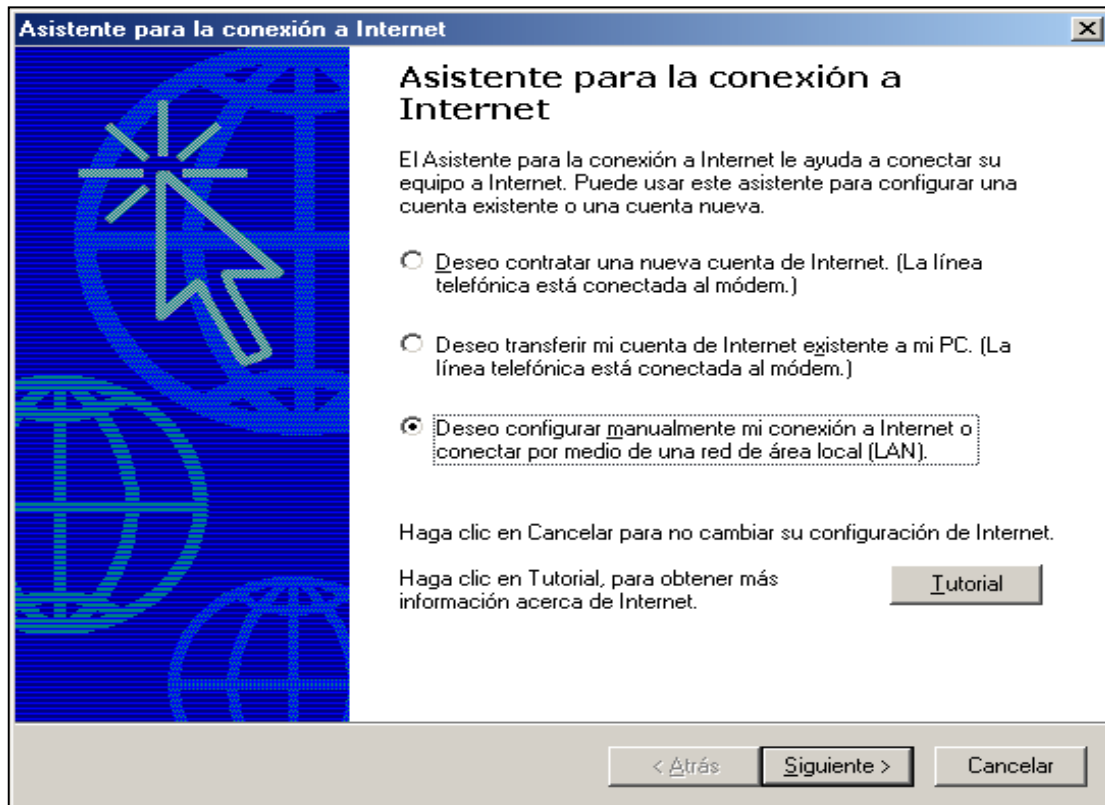 Asistente para la conexión a Internet
Asistente para la conexión a
Internet
El Asistente para la conexión a Internet le ayuda a conectar su
equipo a Internet. Puede usar este asistente para configurar una
cuenta existente o una cuenta nueva.
Deseo contratar una nueva cuenta de Internet. (La línea
telefónica está conectada al módem.)
Deseo transferir mi cuenta de Internet existente a mi PC. (La
línea telefónica está conectada al módem.)
Deseo configurar manualmente mi conexión a Internet o
conectar por medio de una red de área local (LAN).
Haga clic en Cancelar para no cambiar su configuración de Internet.
Haga clic en Tutorial, para obtener más
información acerca de Internet.
Tutorial
< Atrás
Siguiente >
Cancelar